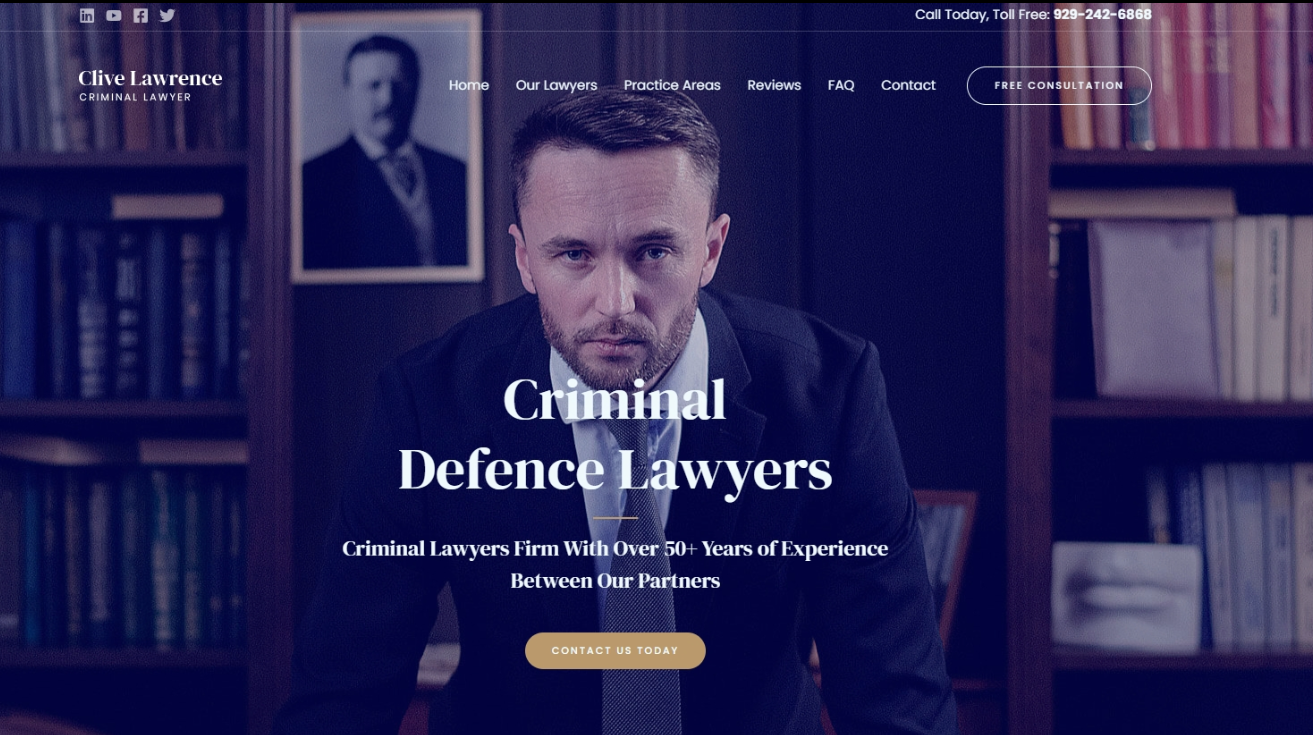 Call Today, Toll Free: 929-242-6868
Clive Lawrence
CRIMINAL LAWYER
Home Our Lawyers Practice Areas Reviews FAQ Contact FREE CONSULTATION
Criminal
Defence Lawyers
Criminal Lawyers Firm With Over 50+ Years of Experience
Between Our Partners
CONTACT US TODAY